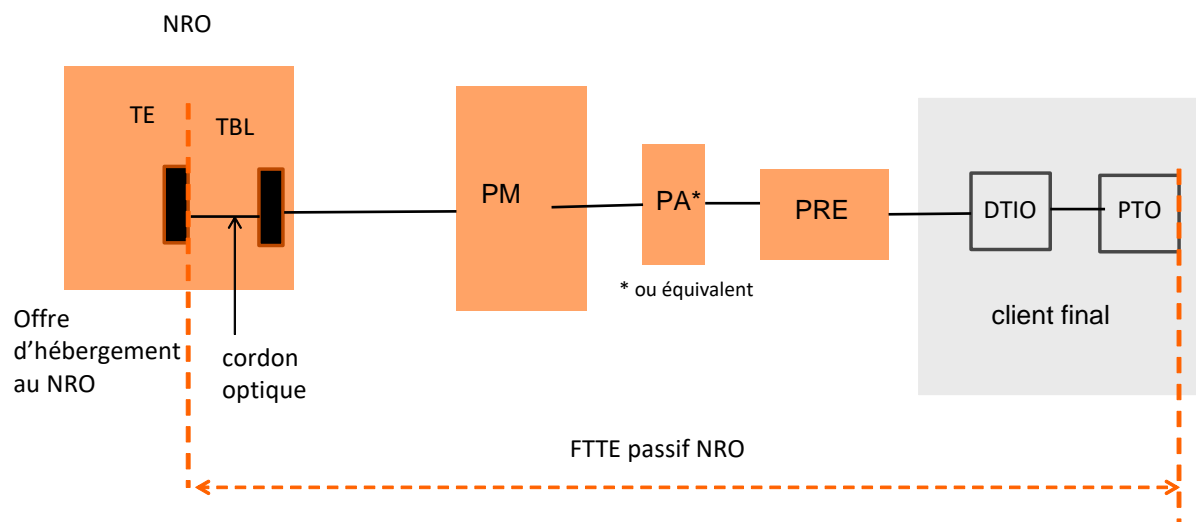 NRO
TE
TBL
PM
PA*
PRE
DTIO
PTO
* ou équivalent
client final
Offre
d'hébergement
au NRO
cordon
optique
FTTE passif NRO